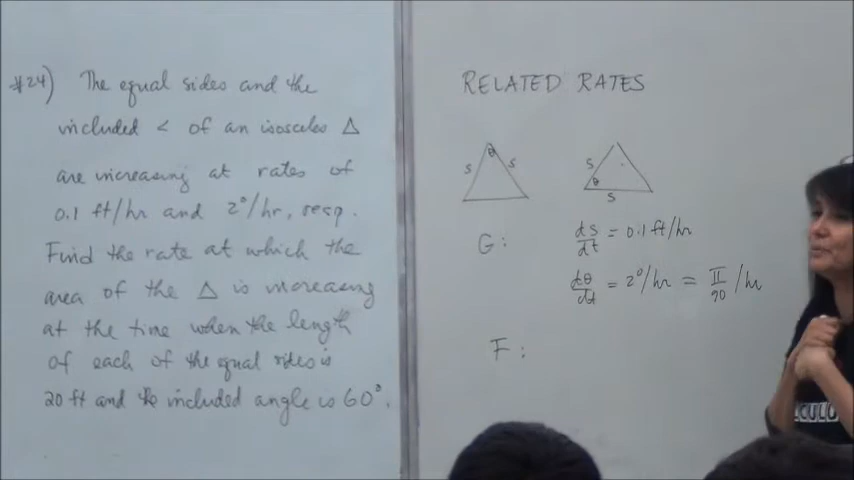 #24) The equal sides and the
included < of an isosceles △
are increasing at rates of
0.1 ft/hr and 2°/hr, resp.
Find the rate at which the
area of the △ is increasing
at the time when the length
of each of the equal sides is
20 ft and the included angle is 60°.
RELATED RATES
s θ s
s θ
s
G: ds/dt = 0.1 ft/hr
dθ/dt = 2°/hr = π/90 /hr
F:
CULO